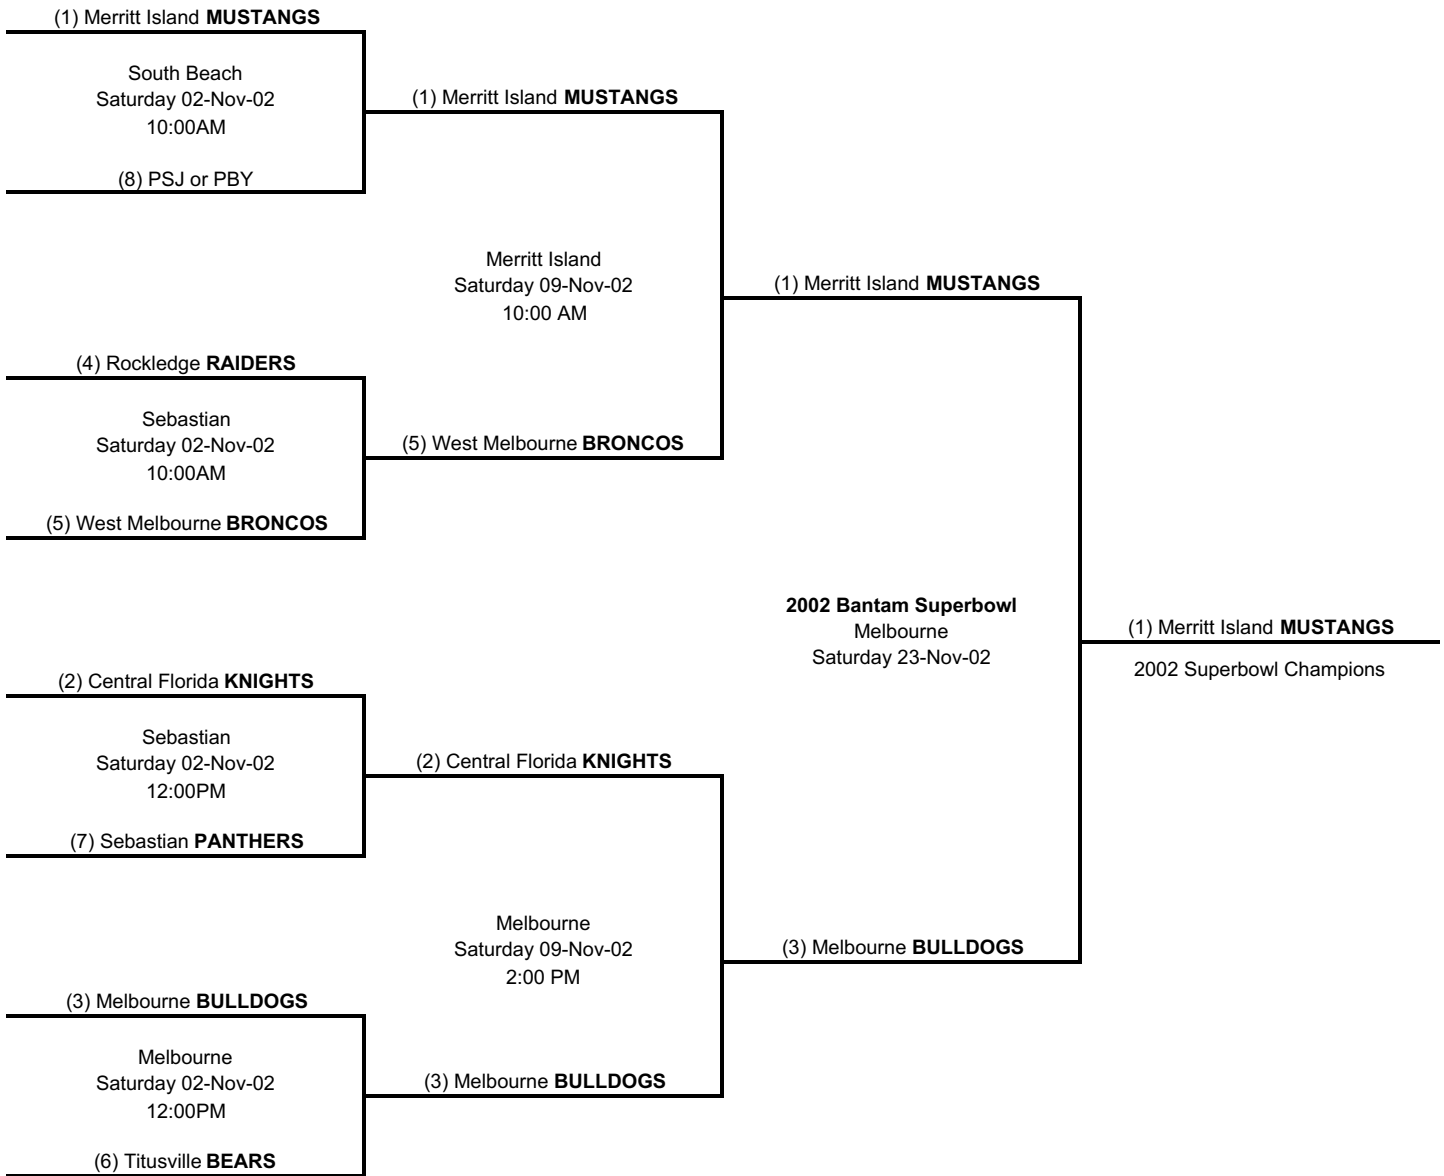 (1) Merritt Island MUSTANGS
South Beach
Saturday 02-Nov-02
10:00AM
(8) PSJ or PBY
(1) Merritt Island MUSTANGS
Merritt Island
Saturday 09-Nov-02
10:00 AM
(4) Rockledge RAIDERS
Sebastian
Saturday 02-Nov-02
10:00AM
(5) West Melbourne BRONCOS
(5) West Melbourne BRONCOS
(1) Merritt Island MUSTANGS
2002 Bantam Superbowl
Melbourne
Saturday 23-Nov-02
(1) Merritt Island MUSTANGS
2002 Superbowl Champions
(2) Central Florida KNIGHTS
Sebastian
Saturday 02-Nov-02
12:00PM
(7) Sebastian PANTHERS
(2) Central Florida KNIGHTS
Melbourne
Saturday 09-Nov-02
2:00 PM
(3) Melbourne BULLDOGS
(3) Melbourne BULLDOGS
Melbourne
Saturday 02-Nov-02
12:00PM
(6) Titusville BEARS
(3) Melbourne BULLDOGS